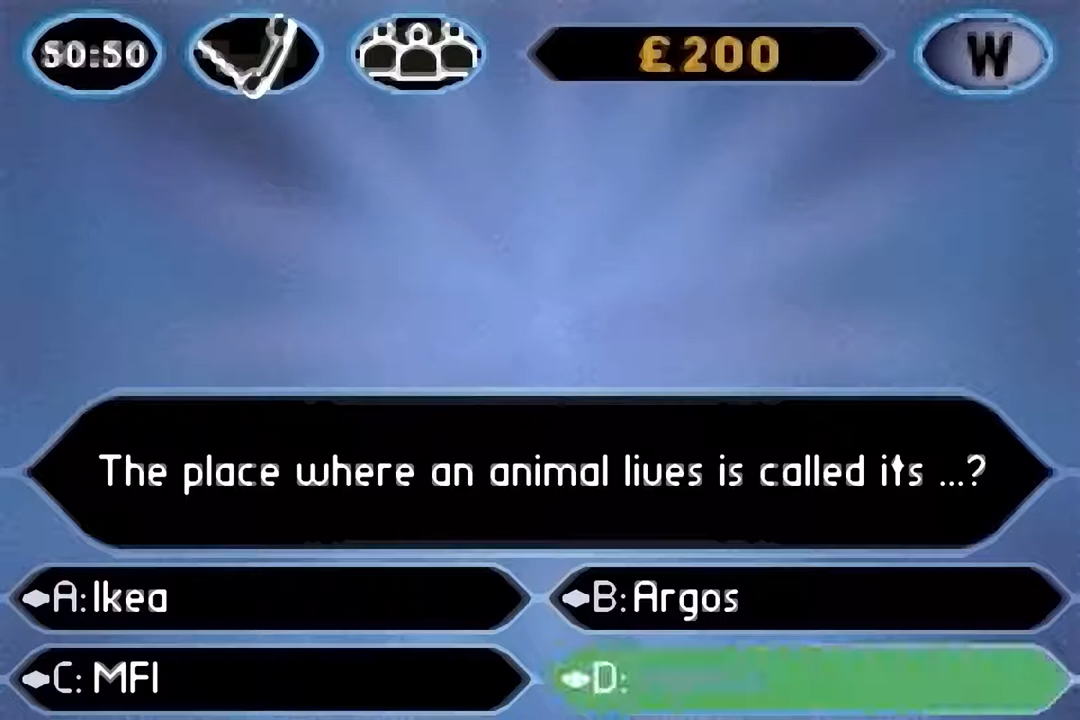 50:50
£200
W
The place where an animal lives is called its ...?
A: Ikea
B: Argos
C: MFI
D: